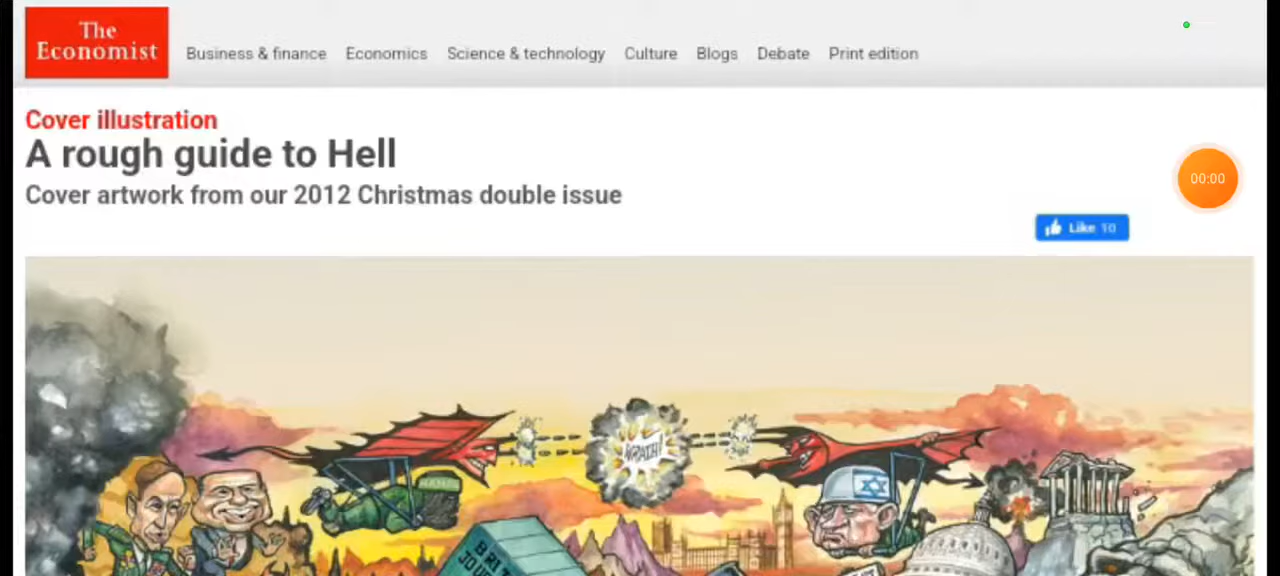 The
Economist
Business & finance Economics Science & technology Culture Blogs Debate Print edition
Cover illustration
A rough guide to Hell
Cover artwork from our 2012 Christmas double issue
00:00
Like 10
WRATH!